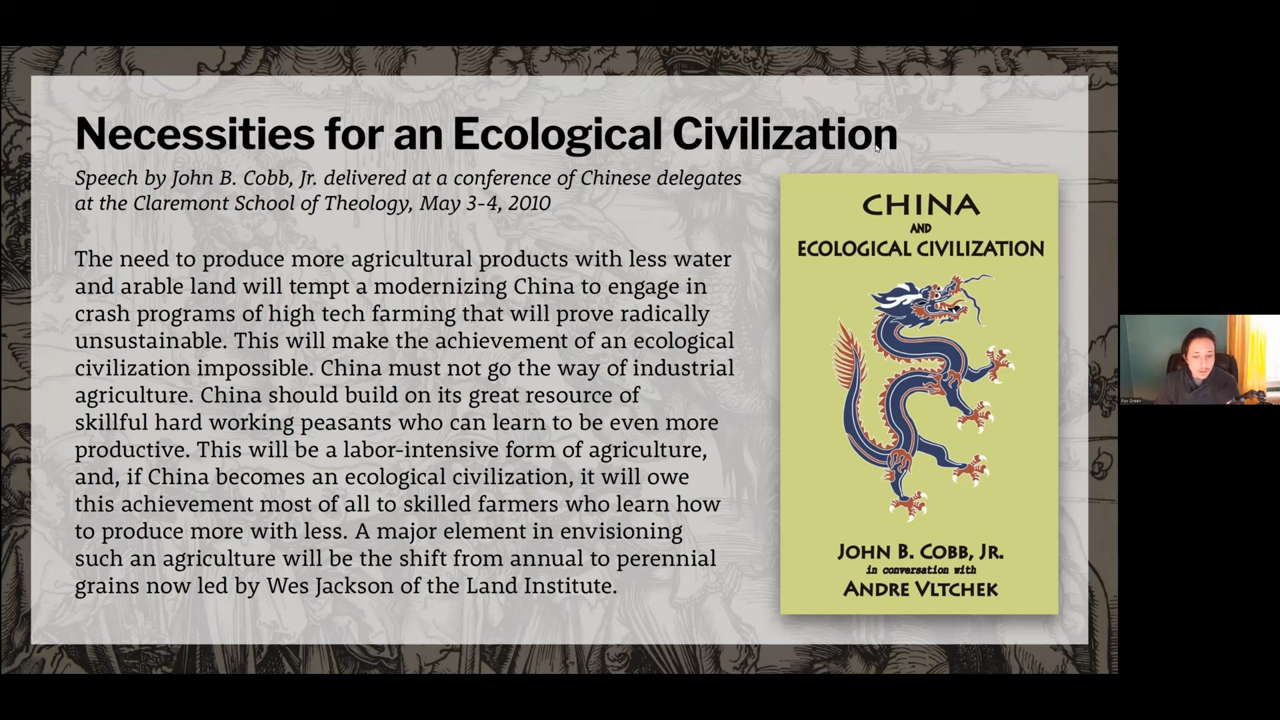 Necessities for an Ecological Civilization
Speech by John B. Cobb, Jr. delivered at a conference of Chinese delegates
at the Claremont School of Theology, May 3-4, 2010
The need to produce more agricultural products with less water
and arable land will tempt a modernizing China to engage in
crash programs of high tech farming that will prove radically
unsustainable. This will make the achievement of an ecological
civilization impossible. China must not go the way of industrial
agriculture. China should build on its great resource of
skillful hard working peasants who can learn to be even more
productive. This will be a labor-intensive form of agriculture,
and, if China becomes an ecological civilization, it will owe
this achievement most of all to skilled farmers who learn how
to produce more with less. A major element in envisioning
such an agriculture will be the shift from annual to perennial
grains now led by Wes Jackson of the Land Institute.
CHINA
AND
ECOLOGICAL CIVILIZATION
JOHN B. COBB, JR.
in conversation with
ANDRE VLTCHEK
Green